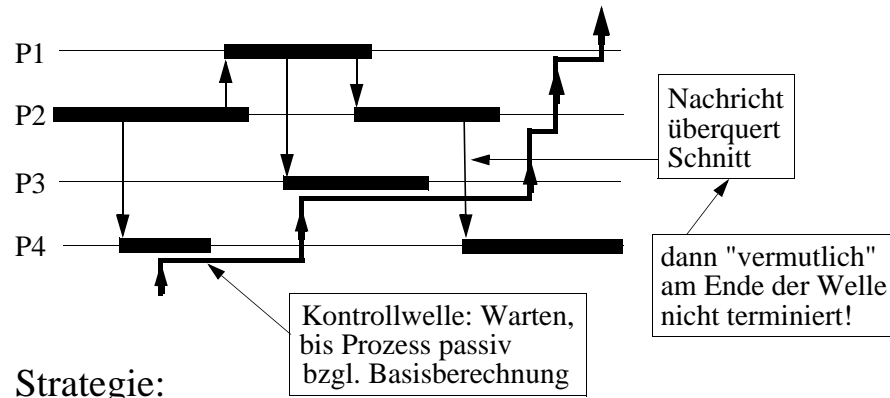 P1
P2
P3
P4
Nachricht
überquert
Schnitt
dann "vermutlich"
am Ende der Welle
nicht terminiert!
Kontrollwelle: Warten,
bis Prozess passiv
bzgl. Basisberechnung
Strategie: